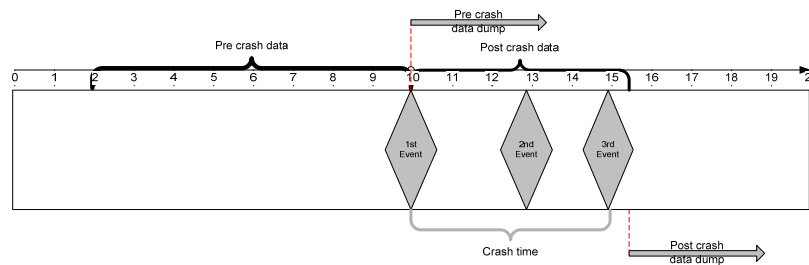 Pre crash
data dump
Pre crash data
Post crash data
0 1 2 3 4 5 6 7 8 9 10 11 12 13 14 15 16 17 18 19 2
1st
Event
2nd
Event
3rd
Event
Crash time
Post crash
data dump